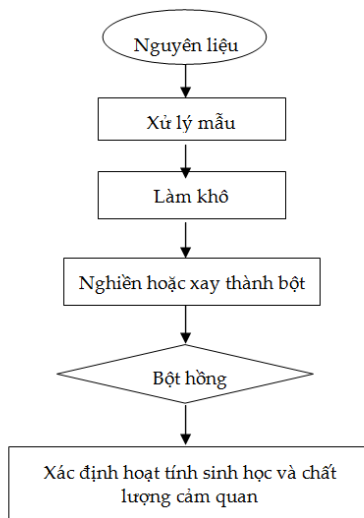 Nguyên liệu
Xử lý mẫu
Làm khô
Nghiền hoặc xay thành bột
Bột hồng
Xác định hoạt tính sinh học và chất
lượng cảm quan